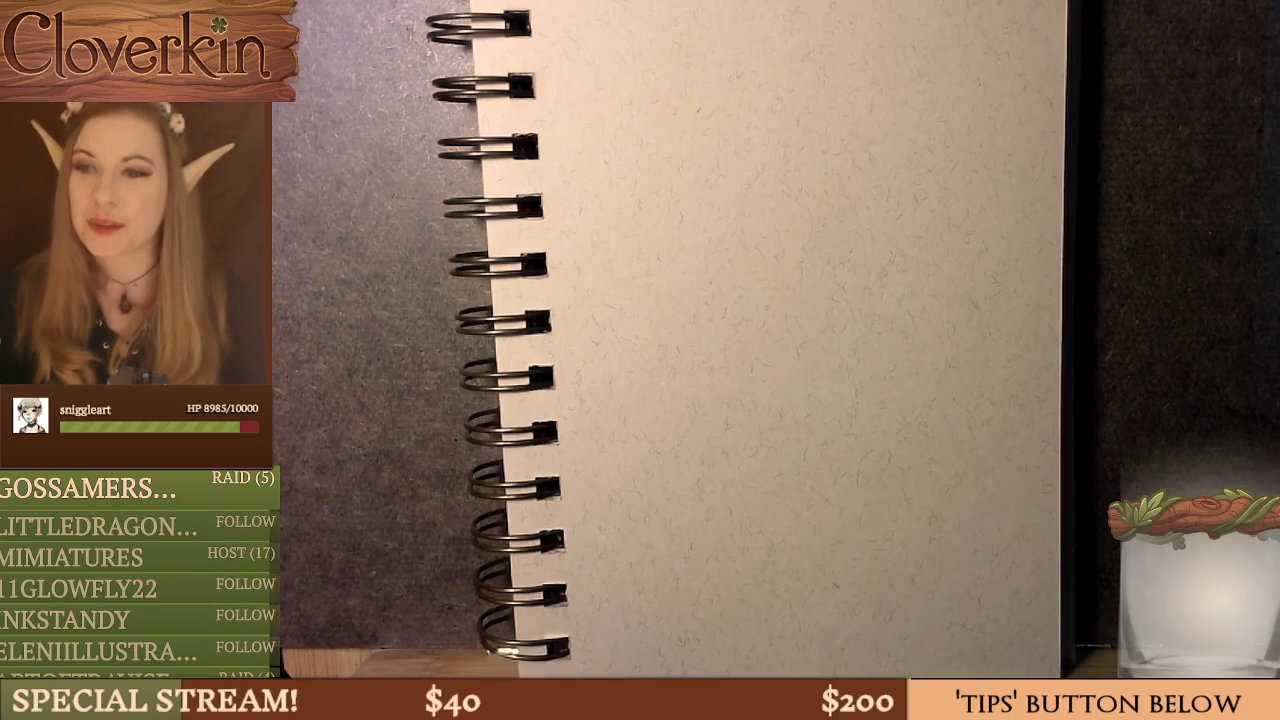 Cloverkin
sniggleart
HP 8985/10000
GOSSAMERS...
RAID (5)
LITTLEDRAGON...
FOLLOW
MIMIATURES
HOST (17)
11GLOWFLY22
FOLLOW
INKSTANDY
FOLLOW
ELENIILLUSTRA...
FOLLOW
SPECIAL STREAM!
$40
$200
'TIPS' BUTTON BELOW